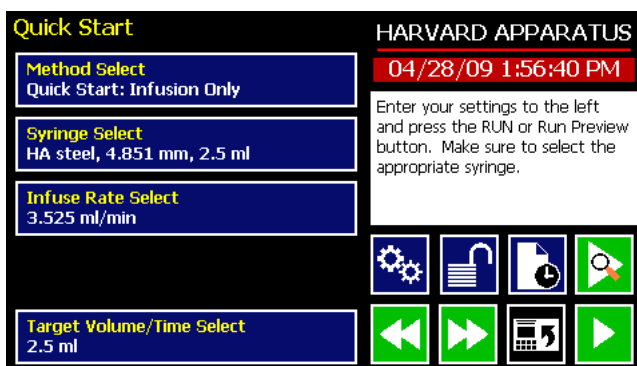 Quick Start
Method Select
Quick Start: Infusion Only
Syringe Select
HA steel, 4.851 mm, 2.5 ml
Infuse Rate Select
3.525 ml/min
Target Volume/Time Select
2.5 ml
HARVARD APPARATUS
04/28/09 1:56:40 PM
Enter your settings to the left
and press the RUN or Run Preview
button. Make sure to select the
appropriate syringe.